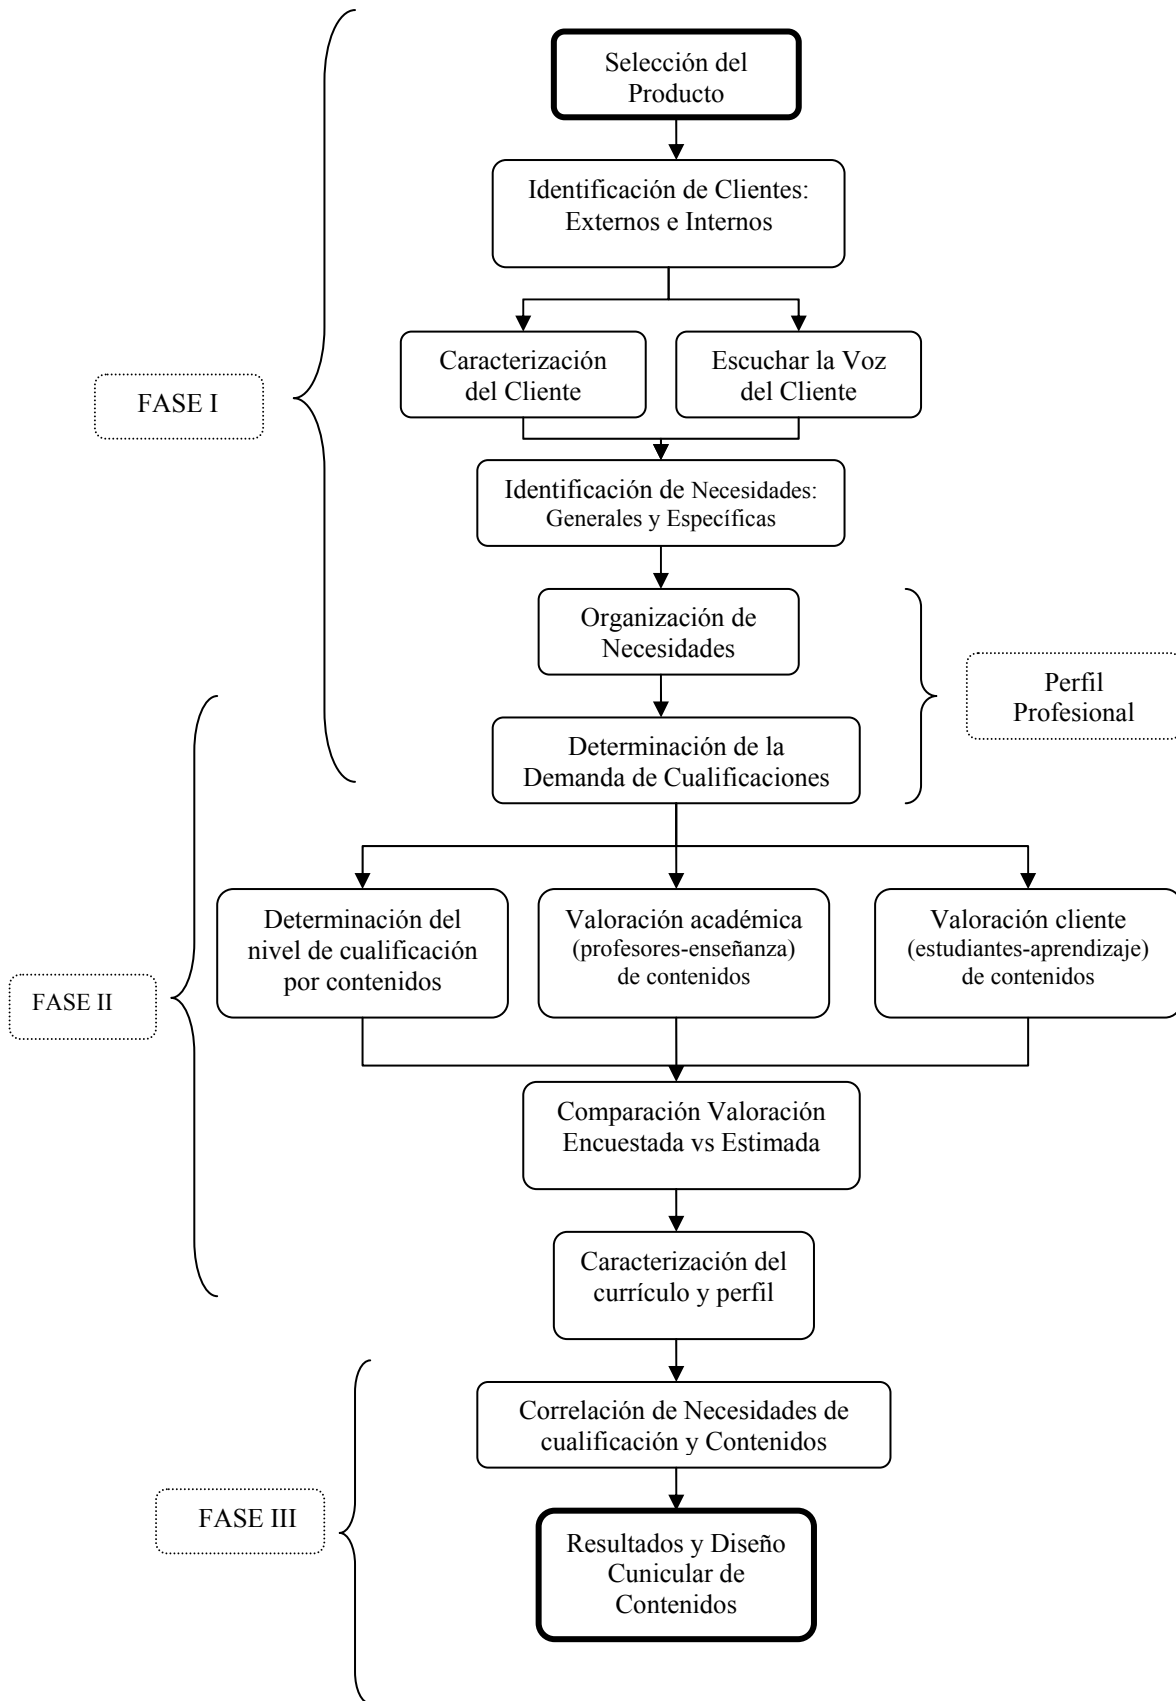 Selección del
Producto
Identificación de Clientes:
Externos e Internos
Caracterización
del Cliente
Escuchar la Voz
del Cliente
FASE I
Identificación de Necesidades:
Generales y Específicas
Organización de
Necesidades
Perfil
Profesional
Determinación de la
Demanda de Cualificaciones
Determinación del
nivel de cualificación
por contenidos
Valoración académica
(profesores-enseñanza)
de contenidos
Valoración cliente
(estudiantes-aprendizaje)
de contenidos
FASE II
Comparación Valoración
Encuestada vs Estimada
Caracterización del
currículo y perfil
Correlación de Necesidades de
cualificación y Contenidos
FASE III
Resultados y Diseño
Cunicular de
Contenidos